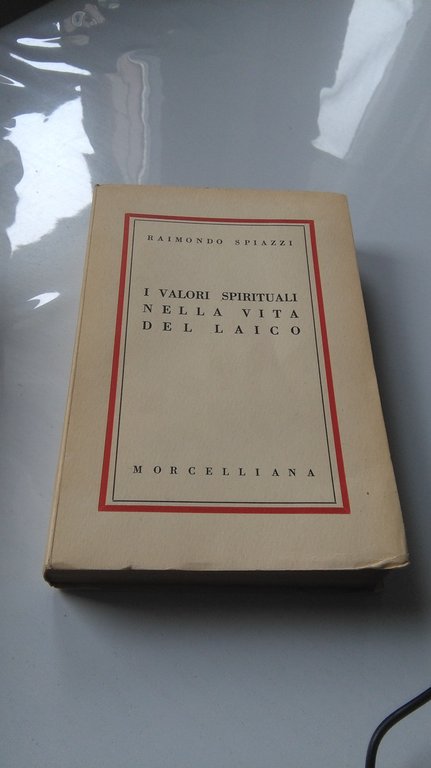 RAIMONDO SPIAZZI
I VALORI SPIRITUALI
NELLA VITA
DEL LAICO
MORCELLIANA